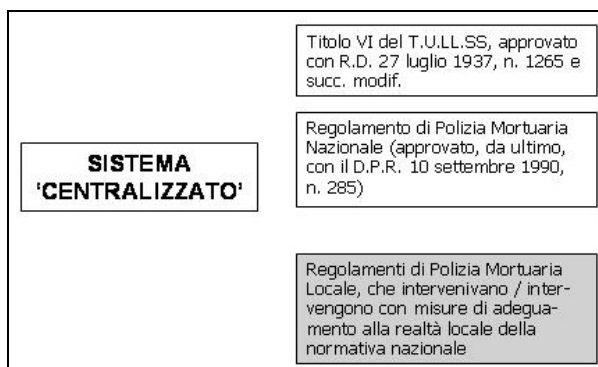 Titolo VI del T.U.LL.SS, approvato
con R.D. 27 luglio 1937, n. 1265 e
succ. modif.
Regolamento di Polizia Mortuaria
Nazionale (approvato, da ultimo,
con il D.P.R. 10 settembre 1990,
n. 285)
SISTEMA
'CENTRALIZZATO'
Regolamenti di Polizia Mortuaria
Locale, che intervenivano / inter-
vengono con misure di adegua-
mento alla realtà locale della
normativa nazionale